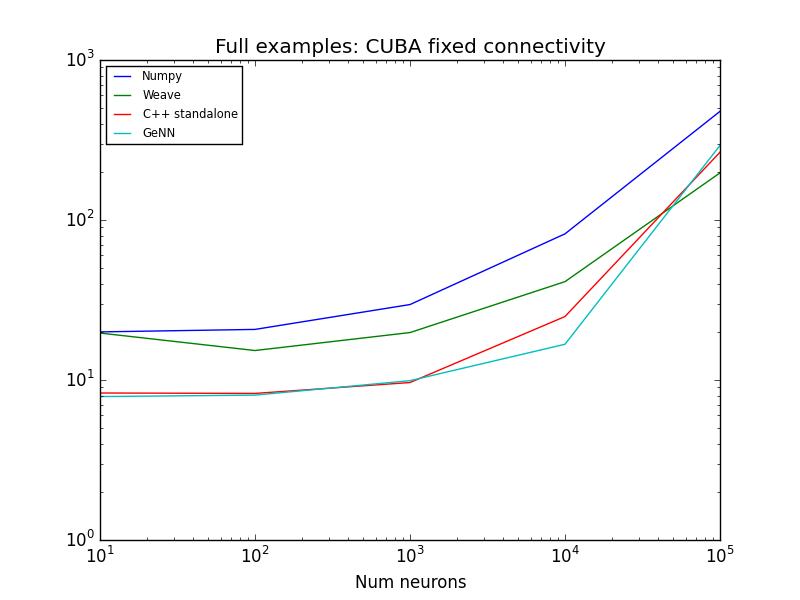 Full examples: CUBA fixed connectivity
10³
Numpy
Weave
C++ standalone
GeNN
10²
10¹
10⁰
10¹ 10² 10³ 10⁴ 10⁵
Num neurons